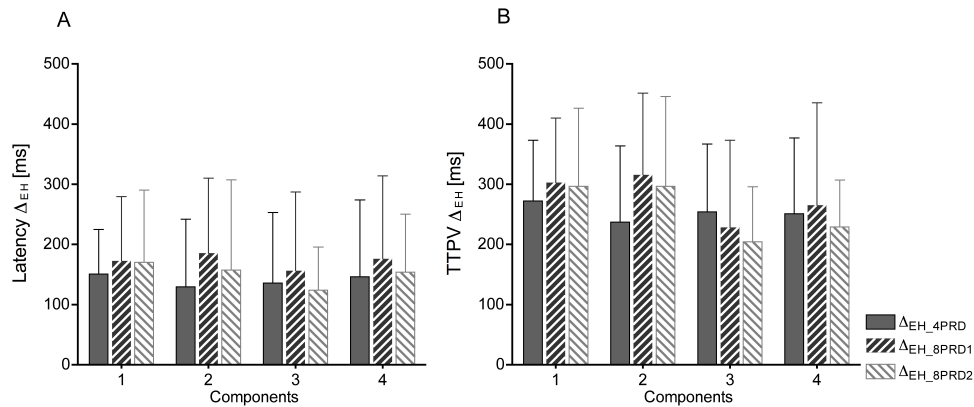 A
B
Latency Δ EH [ms]
500
400
300
200
100
0
1 2 3 4
Components
TTPV Δ EH [ms]
500
400
300
200
100
0
1 2 3 4
Components
ΔEH_4PRD
ΔEH_8PRD1
ΔEH_8PRD2